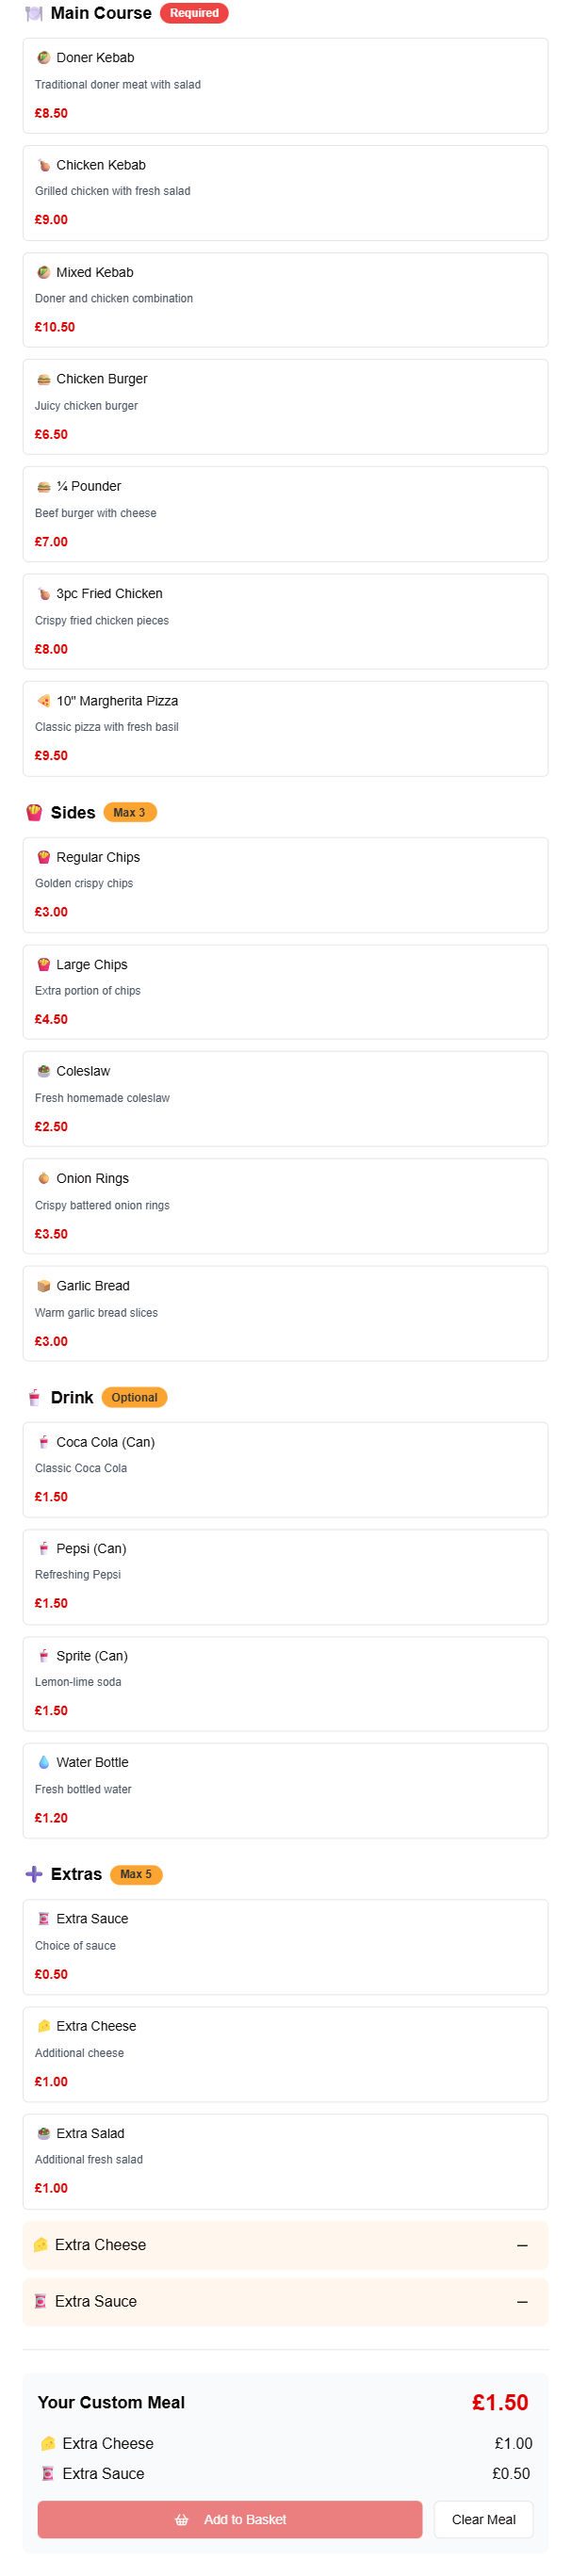 Main Course Required
Doner Kebab
Traditional doner meat with salad
£8.50
Chicken Kebab
Grilled chicken with fresh salad
£9.00
Mixed Kebab
Doner and chicken combination
£10.50
Chicken Burger
Juicy chicken burger
£6.50
¼ Pounder
Beef burger with cheese
£7.00
3pc Fried Chicken
Crispy fried chicken pieces
£8.00
10" Margherita Pizza
Classic pizza with fresh basil
£9.50
Sides Max 3
Regular Chips
Golden crispy chips
£3.00
Large Chips
Extra portion of chips
£4.50
Coleslaw
Fresh homemade coleslaw
£2.50
Onion Rings
Crispy battered onion rings
£3.50
Garlic Bread
Warm garlic bread slices
£3.00
Drink Optional
Coca Cola (Can)
Classic Coca Cola
£1.50
Pepsi (Can)
Refreshing Pepsi
£1.50
Sprite (Can)
Lemon-lime soda
£1.50
Water Bottle
Fresh bottled water
£1.20
Extras Max 5
Extra Sauce
Choice of sauce
£0.50
Extra Cheese
Additional cheese
£1.00
Extra Salad
Additional fresh salad
£1.00
Extra Cheese
Extra Sauce
Your Custom Meal £1.50
Extra Cheese £1.00
Extra Sauce £0.50
Add to Basket Clear Meal